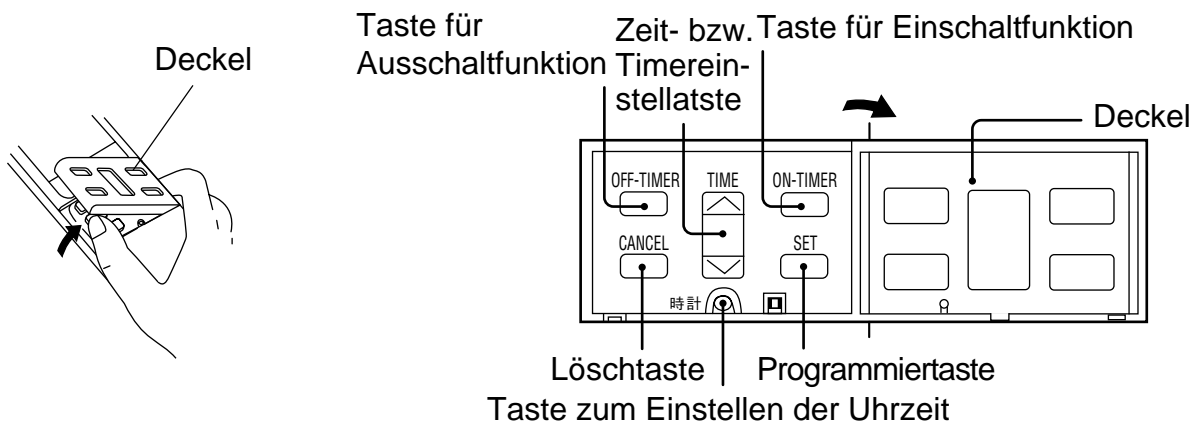 Deckel
Taste für
Ausschaltfunktion
Zeit- bzw.
Timerein-
stellatste
Taste für Einschaltfunktion
Deckel
OFF-TIMER
TIME
ON-TIMER
CANCEL
SET
時計
Löschtaste
Programmiertaste
Taste zum Einstellen der Uhrzeit